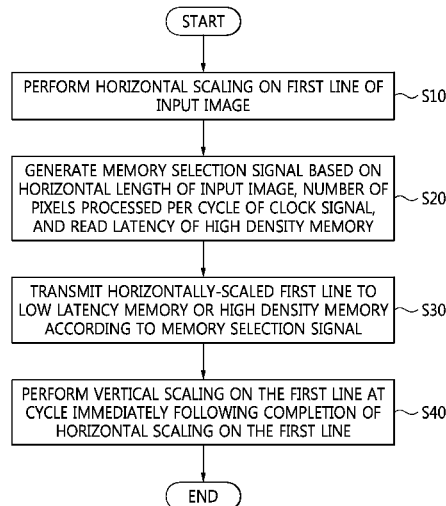 START
PERFORM HORIZONTAL SCALING ON FIRST LINE OF
INPUT IMAGE
S10
GENERATE MEMORY SELECTION SIGNAL BASED ON
HORIZONTAL LENGTH OF INPUT IMAGE, NUMBER OF
PIXELS PROCESSED PER CYCLE OF CLOCK SIGNAL,
AND READ LATENCY OF HIGH DENSITY MEMORY
S20
TRANSMIT HORIZONTALLY-SCALED FIRST LINE TO
LOW LATENCY MEMORY OR HIGH DENSITY MEMORY
ACCORDING TO MEMORY SELECTION SIGNAL
S30
PERFORM VERTICAL SCALING ON THE FIRST LINE AT
CYCLE IMMEDIATELY FOLLOWING COMPLETION OF
HORIZONTAL SCALING ON THE FIRST LINE
S40
END